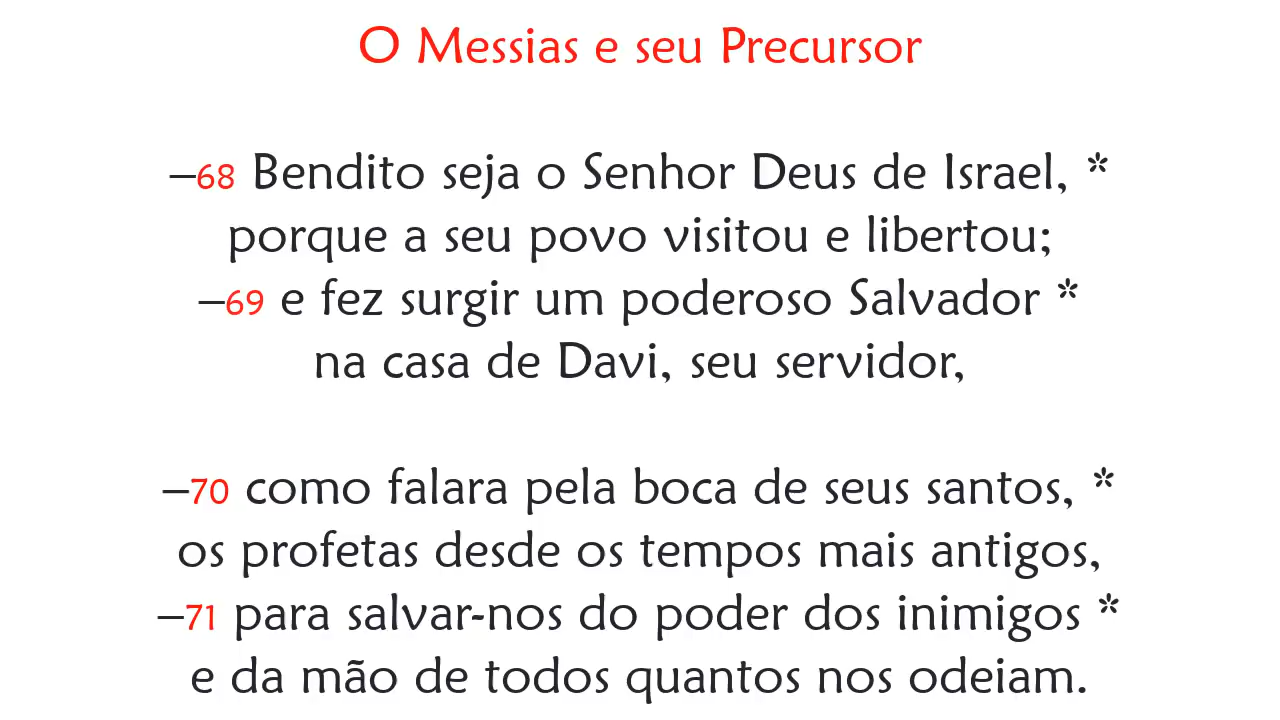 O Messias e seu Precursor
–68 Bendito seja o Senhor Deus de Israel, *
porque a seu povo visitou e libertou;
–69 e fez surgir um poderoso Salvador *
na casa de Davi, seu servidor,
–70 como falara pela boca de seus santos, *
os profetas desde os tempos mais antigos,
–71 para salvar-nos do poder dos inimigos *
e da mão de todos quantos nos odeiam.